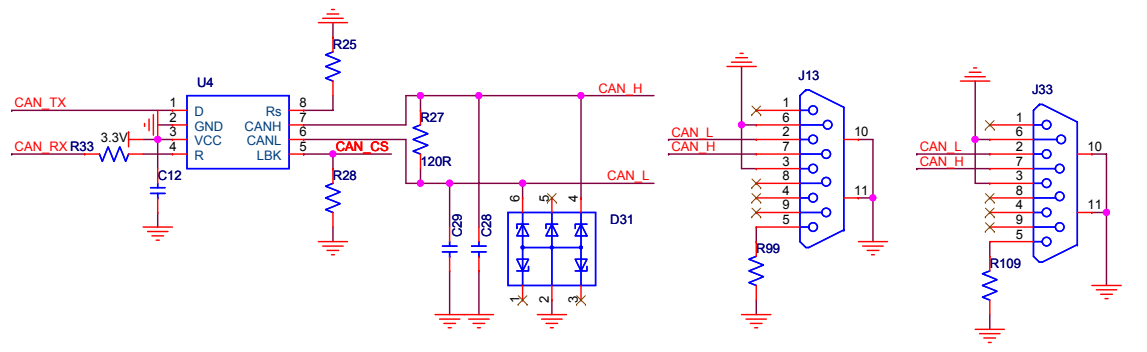 R25
U4
CAN_TX
1 D Rs 8
2 GND CANH 7
3.3V 3 VCC CANL 6
CAN_RX R33 4 R LBK 5 CAN_CS
C12
R28
CAN_H
R27
120R
CAN_L
C29
C28
6 5 4
D31
1 2 3
J13
1
6
CAN_L 2 10
CAN_H 7
3
8
4 11
9
5
R99
J33
1
6
CAN_L 2 10
CAN_H 7
3
8
4 11
9
5
R109